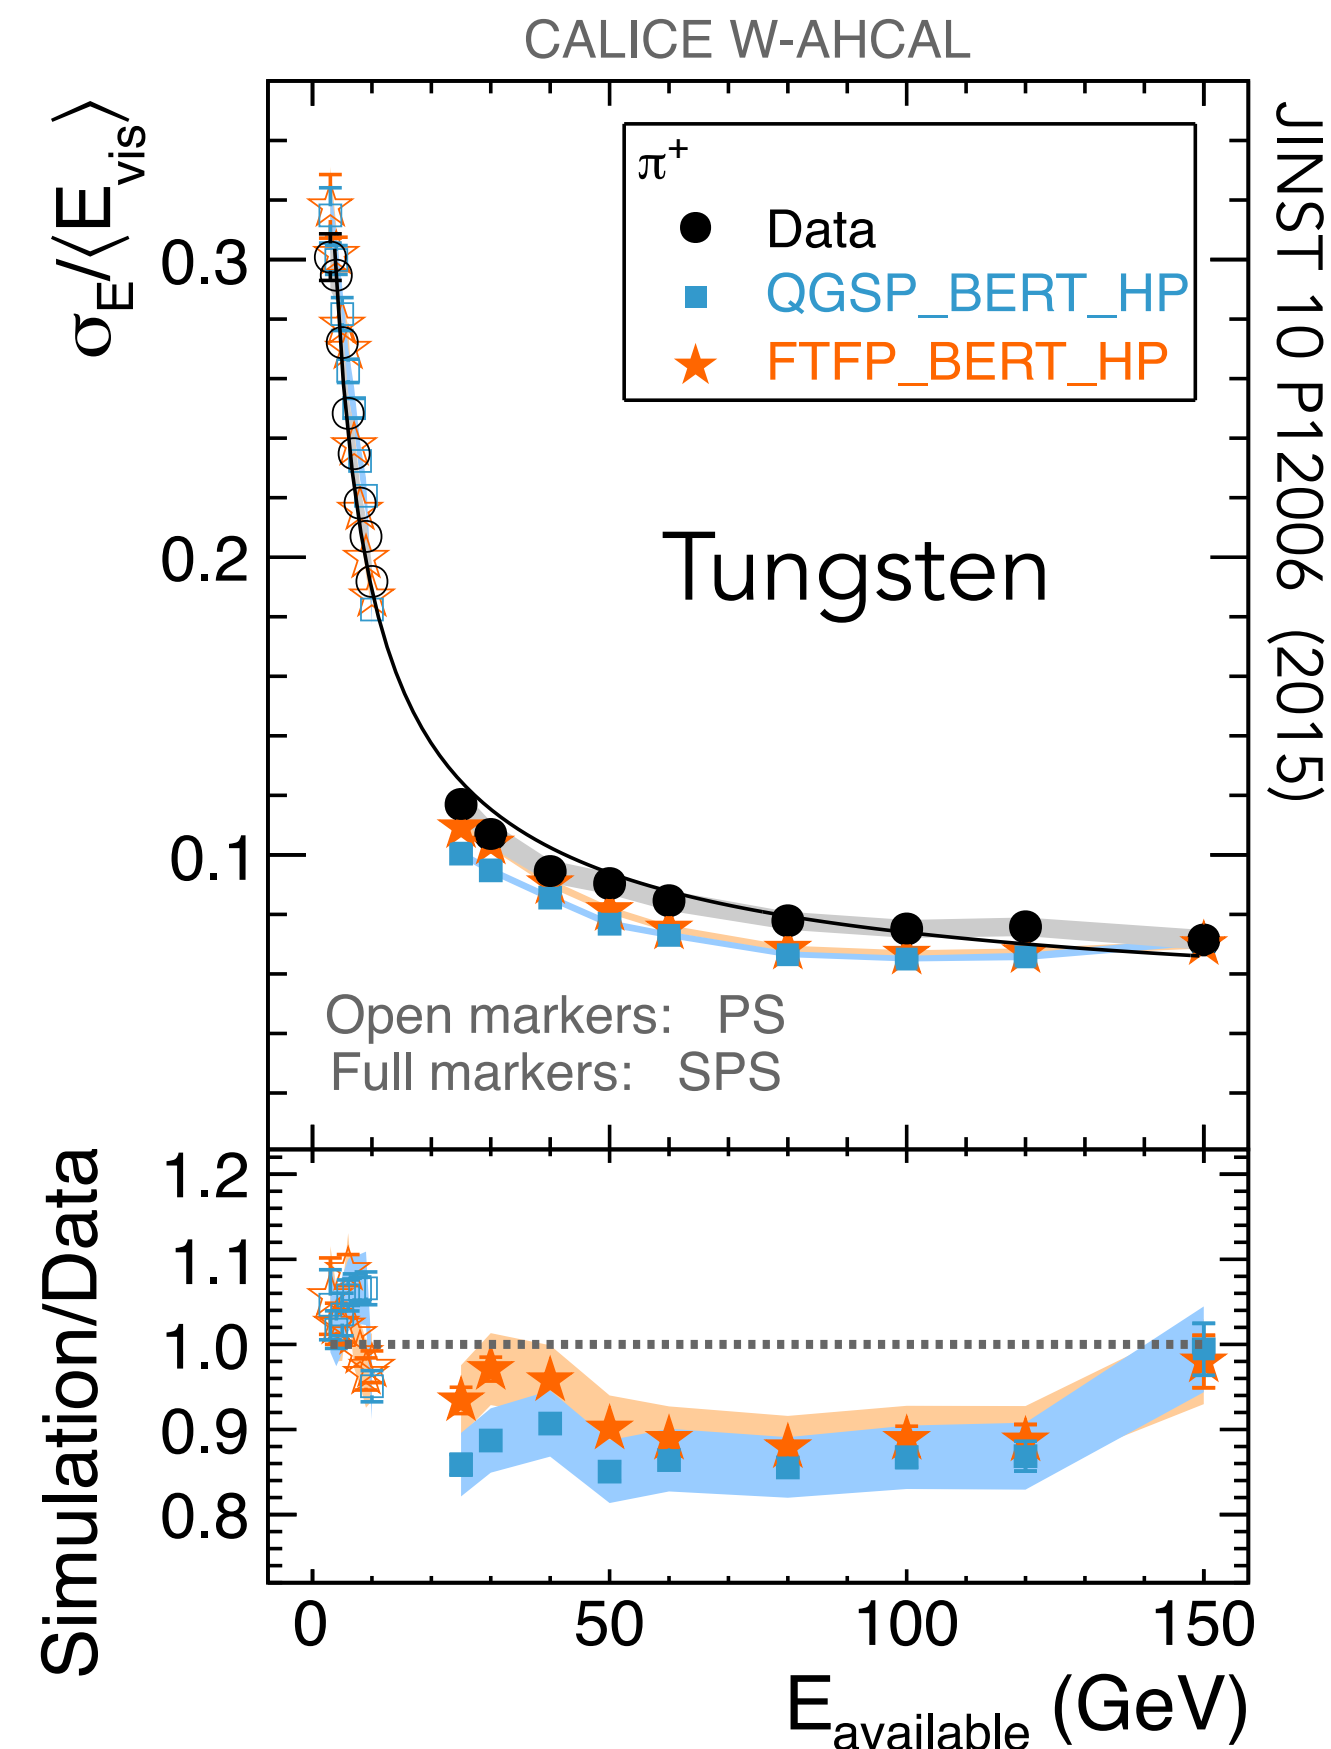 CALICE W-AHCAL
σE/⟨Evis⟩
0.3
0.2
0.1
π+
Data
QGSP_BERT_HP
FTFP_BERT_HP
Tungsten
JINST 10 P12006 (2015)
Open markers: PS
Full markers: SPS
Simulation/Data
1.2
1.1
1.0
0.9
0.8
0 50 100 150
Eavailable (GeV)